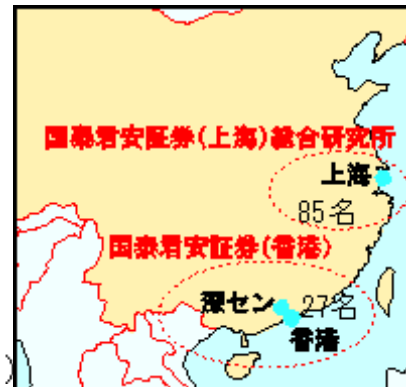 国泰君安証券(上海)総合研究所
上海
85名
国泰君安証券(香港)
深セン
27名
香港